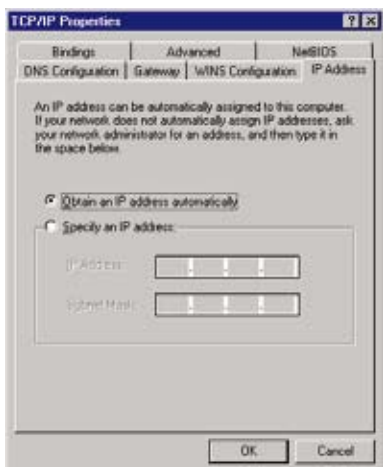 TCP/IP Properties
Bindings Advanced NetBIOS
DNS Configuration Gateway WINS Configuration IP Address
An IP address can be automatically assigned to this computer.
If your network does not automatically assign IP addresses, ask
your network administrator for an address, and then type it in
the space below.
Obtain an IP address automatically
Specify an IP address:
IP Address:
Subnet Mask:
OK Cancel